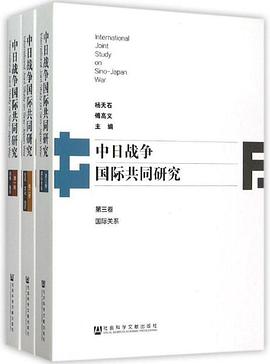 International
Joint Study
on
Sino-Japan
War
杨天石
傅高义
主编
中日战争
国际共同研究
第三卷
国际关系
社会科学文献出版社
中日战争国际共同研究
中日战争国际共同研究
中日战争国际共同研究